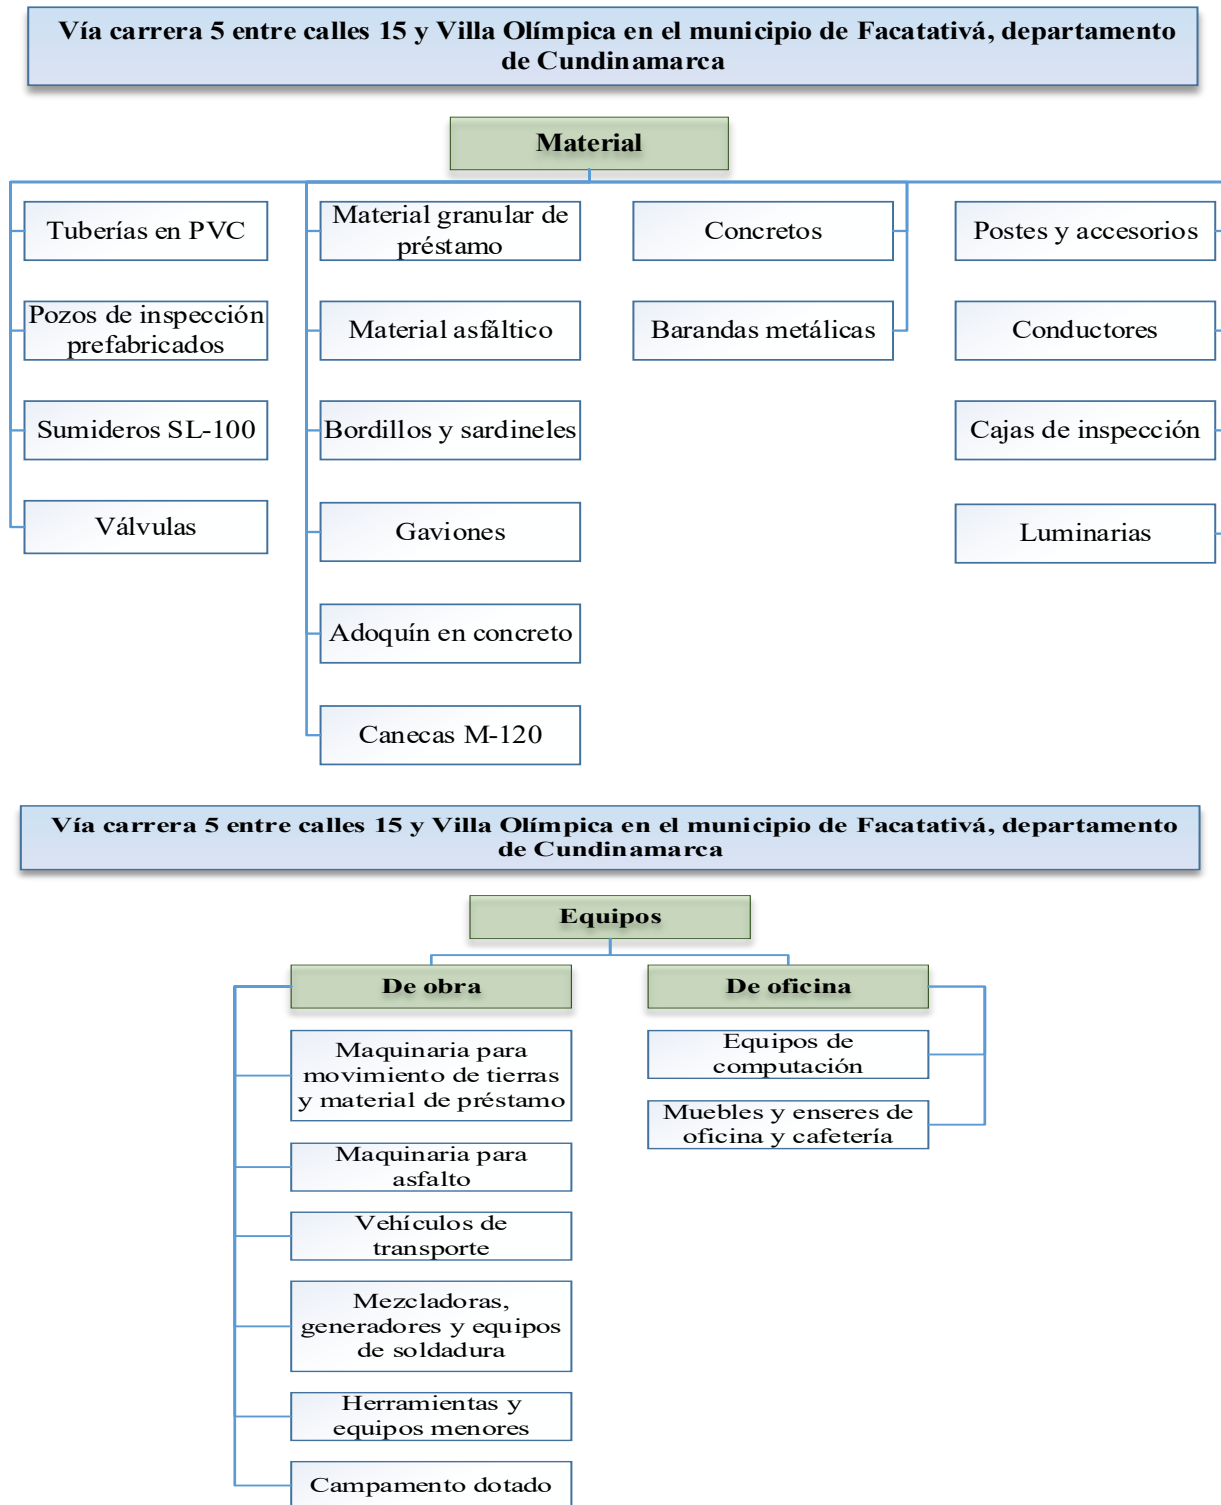 Vía carrera 5 entre calles 15 y Villa Olímpica en el municipio de Facatativá, departamento
de Cundinamarca
Material
Tuberías en PVC
Pozos de inspección
prefabricados
Sumideros SL-100
Válvulas
Material granular de
préstamo
Material asfáltico
Bordillos y sardineles
Gaviones
Adoquín en concreto
Canecas M-120
Concretos
Barandas metálicas
Postes y accesorios
Conductores
Cajas de inspección
Luminarias
Vía carrera 5 entre calles 15 y Villa Olímpica en el municipio de Facatativá, departamento
de Cundinamarca
Equipos
De obra
Maquinaria para
movimiento de tierras
y material de préstamo
Maquinaria para
asfalto
Vehículos de
transporte
Mezcladoras,
generadores y equipos
de soldadura
Herramientas y
equipos menores
Campamento dotado
De oficina
Equipos de
computación
Muebles y enseres de
oficina y cafetería